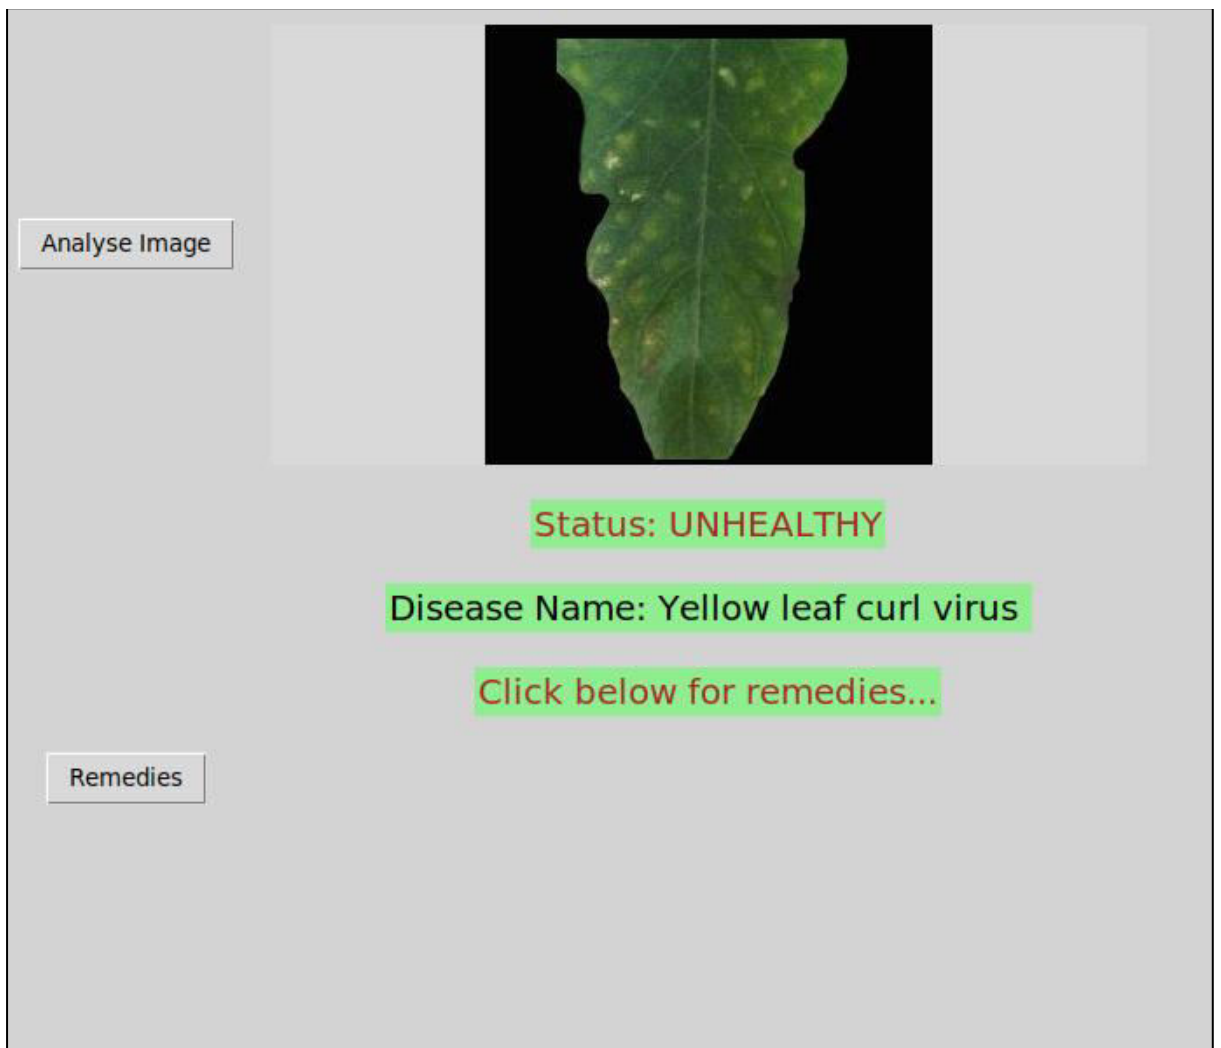 Analyse Image
Status: UNHEALTHY
Disease Name: Yellow leaf curl virus
Click below for remedies...
Remedies